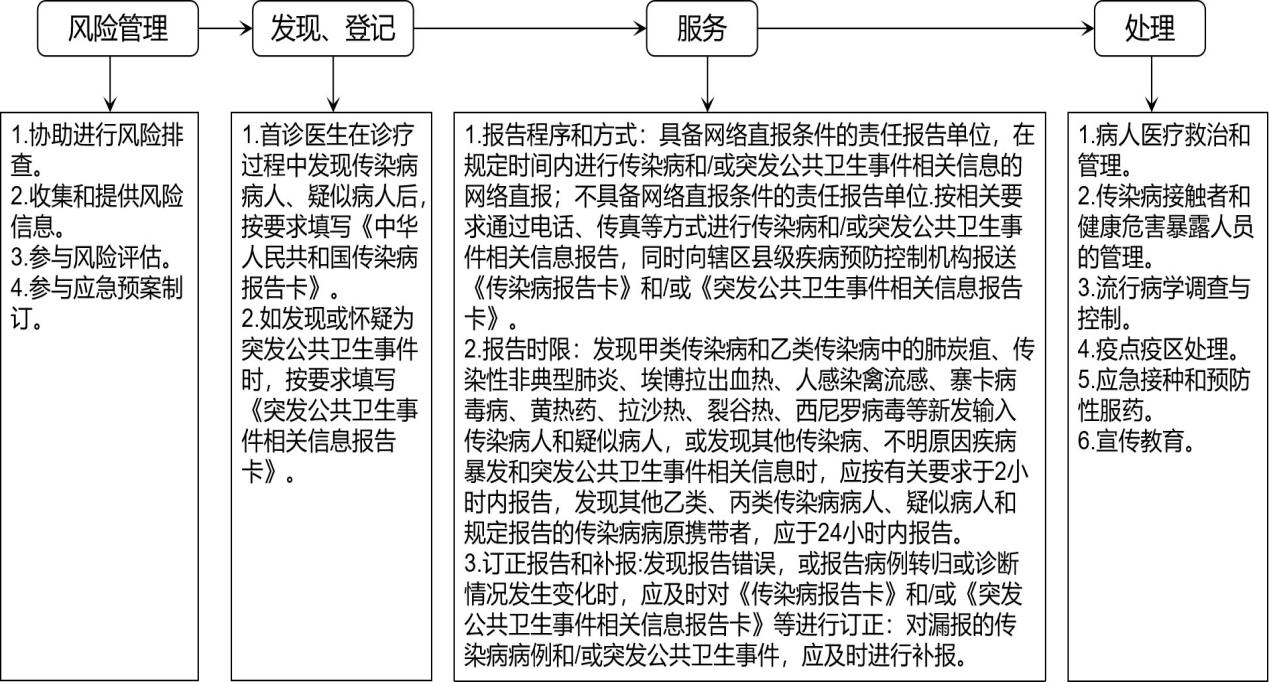 风险管理
发现、登记
服务
处理
1.协助进行风险排
查。
2.收集和提供风险
信息。
3.参与风险评估。
4.参与应急预案制
订。
1.首诊医生在诊疗
过程中发现传染病
病人、疑似病人后，
按要求填写《中华
人民共和国传染病
报告卡》。
2.如发现或怀疑为
突发公共卫生事件
时，按要求填写
《突发公共卫生事
件相关信息报告
卡》。
1.报告程序和方式：具备网络直报条件的责任报告单位，在
规定时间内进行传染病和/或突发公共卫生事件相关信息的
网络直报；不具备网络直报条件的责任报告单位.按相关要
求通过电话、传真等方式进行传染病和/或突发公共卫生事
件相关信息报告，同时向辖区县级疾病预防控制机构报送
《传染病报告卡》和/或《突发公共卫生事件相关信息报告
卡》。
2.报告时限：发现甲类传染病和乙类传染病中的肺炭疽、传
染性非典型肺炎、埃博拉出血热、人感染禽流感、寨卡病
毒病、黄热药、拉沙热、裂谷热、西尼罗病毒等新发输入
传染病人和疑似病人，或发现其他传染病、不明原因疾病
暴发和突发公共卫生事件相关信息时，应按有关要求于2小
时内报告，发现其他乙类、丙类传染病病人、疑似病人和
规定报告的传染病病原携带者，应于24小时内报告。
3.订正报告和补报:发现报告错误，或报告病例转归或诊断
情况发生变化时，应及时对《传染病报告卡》和/或《突发
公共卫生事件相关信息报告卡》等进行订正：对漏报的传
染病病例和/或突发公共卫生事件，应及时进行补报。
1.病人医疗救治和
管理。
2.传染病接触者和
健康危害暴露人员
的管理。
3.流行病学调查与
控制。
4.疫点疫区处理。
5.应急接种和预防
性服药。
6.宣传教育。